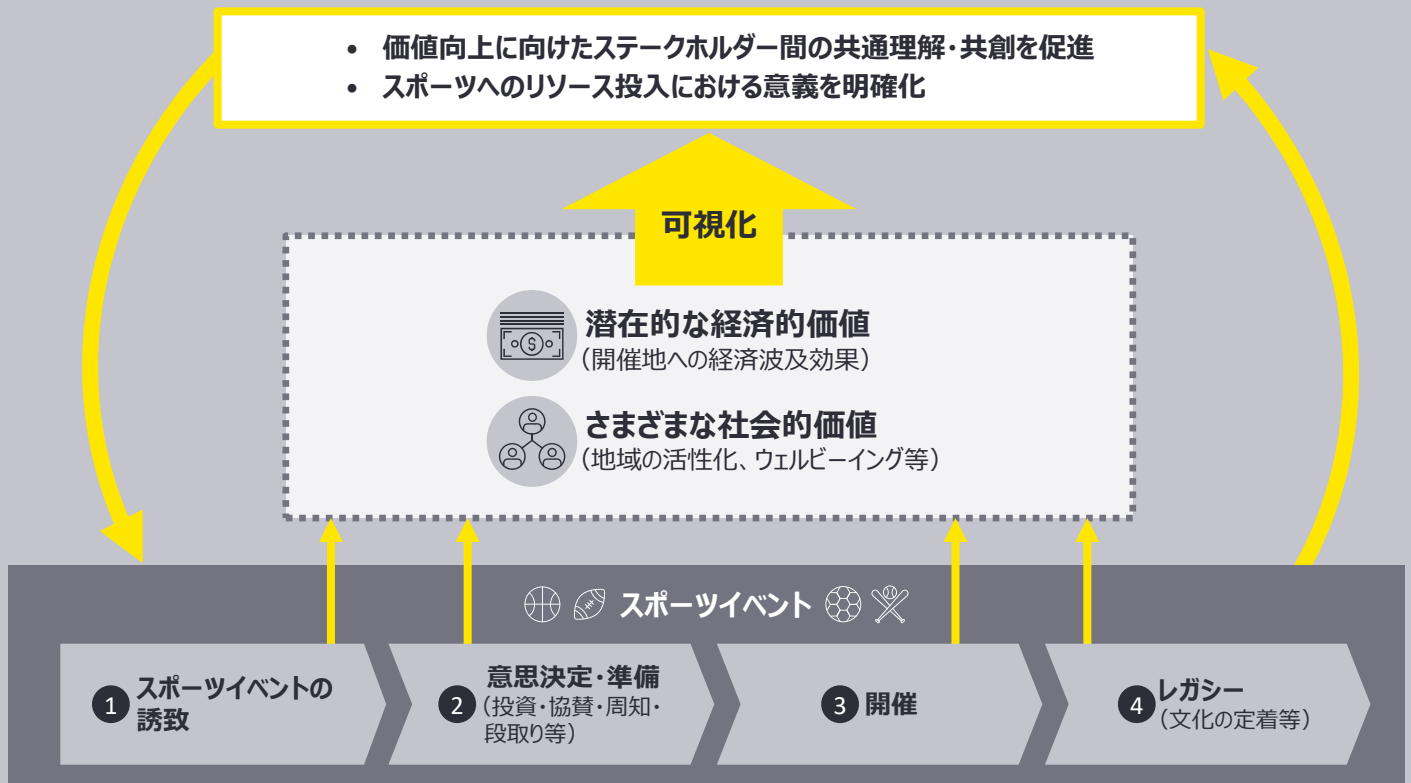 • 価値向上に向けたステークホルダー間の共通理解・共創を促進
• スポーツへのリソース投入における意義を明確化
可視化
潜在的な経済的価値
（開催地への経済波及効果）
さまざまな社会的価値
（地域の活性化、ウェルビーイング等）
スポーツイベント
1 スポーツイベントの
誘致
2 意思決定・準備
（投資・協賛・周知・
段取り等）
3 開催
4 レガシー
（文化の定着等）